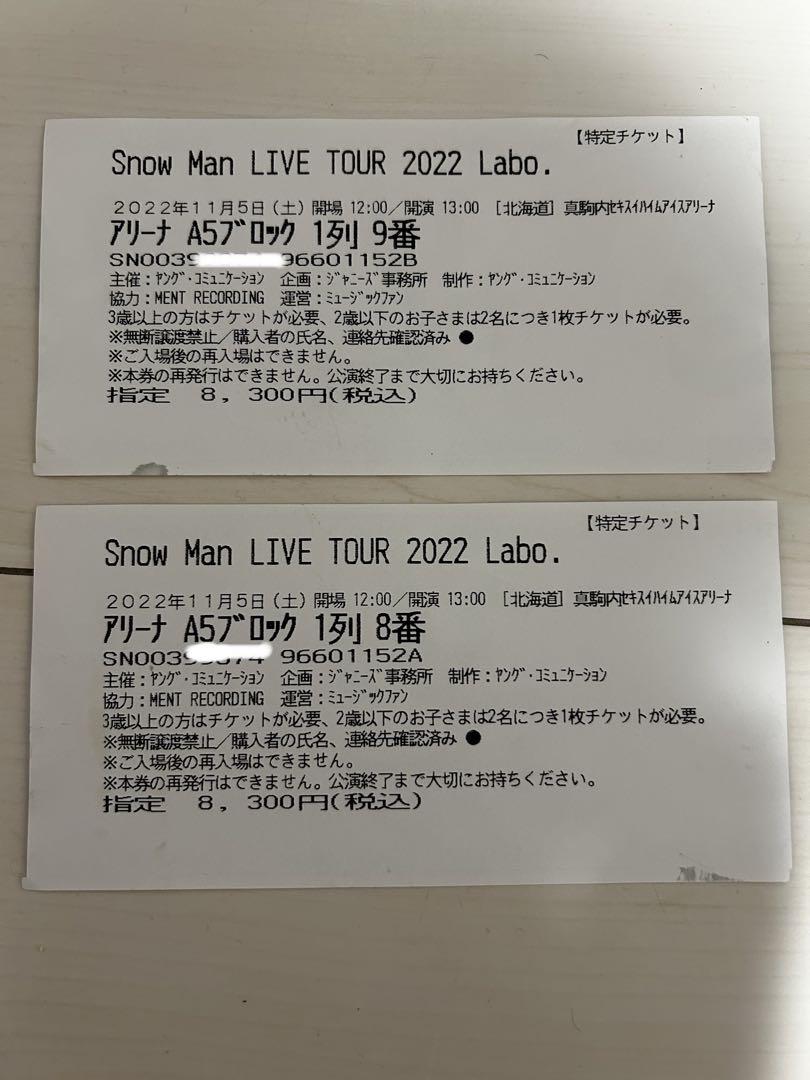 【特定チケット】
Snow Man LIVE TOUR 2022 Labo.
2022年11月5日(土)開場 12:00/開演 13:00 [北海道] 真駒内ｾｷｽｲﾊｲﾑｱｲｽｱﾘｰﾅ
ｱﾘｰﾅ A5ﾌﾞﾛｯｸ 1列 9番
SN0039 96601152B
主催:ﾔﾝｸﾞ･ｺﾐｭﾆｹｰｼｮﾝ 企画:ｼﾞｬﾆｰｽﾞ事務所 制作:ﾔﾝｸﾞ･ｺﾐｭﾆｹｰｼｮﾝ
協力:MENT RECORDING 運営:ﾐｭｰｼﾞｯｸﾌｧﾝ
3歳以上の方はチケットが必要、2歳以下のお子さまは2名につき1枚チケットが必要。
※無断譲渡禁止/購入者の氏名、連絡先確認済み ●
※ご入場後の再入場はできません。
※本券の再発行はできません。公演終了まで大切にお持ちください。
指定 8,300円(税込)
【特定チケット】
Snow Man LIVE TOUR 2022 Labo.
2022年11月5日(土)開場 12:00/開演 13:00 [北海道] 真駒内ｾｷｽｲﾊｲﾑｱｲｽｱﾘｰﾅ
ｱﾘｰﾅ A5ﾌﾞﾛｯｸ 1列 8番
SN0039 96601152A
主催:ﾔﾝｸﾞ･ｺﾐｭﾆｹｰｼｮﾝ 企画:ｼﾞｬﾆｰｽﾞ事務所 制作:ﾔﾝｸﾞ･ｺﾐｭﾆｹｰｼｮﾝ
協力:MENT RECORDING 運営:ﾐｭｰｼﾞｯｸﾌｧﾝ
3歳以上の方はチケットが必要、2歳以下のお子さまは2名につき1枚チケットが必要。
※無断譲渡禁止/購入者の氏名、連絡先確認済み ●
※ご入場後の再入場はできません。
※本券の再発行はできません。公演終了まで大切にお持ちください。
指定 8,300円(税込)